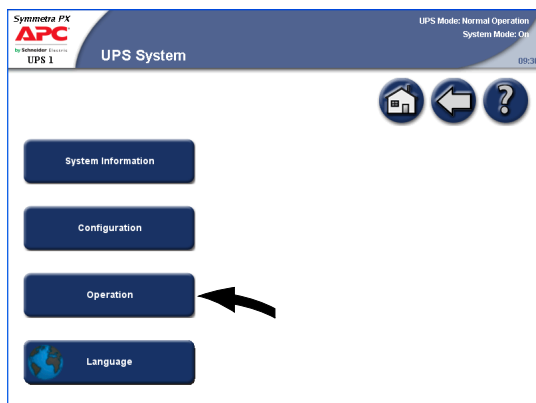 Symmetra PX
APC
by Schneider Electric
UPS 1
UPS System
UPS Mode: Normal Operation
System Mode: On
?
System Information
Configuration
Operation
Language